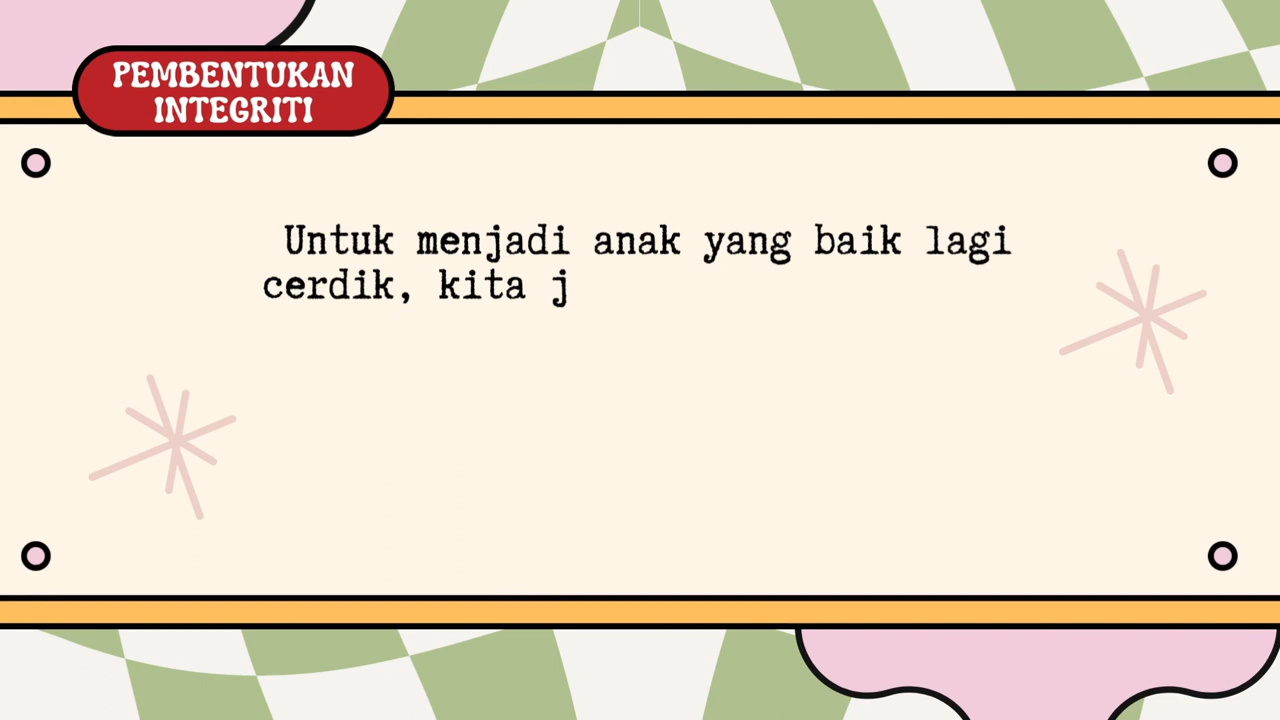 PEMBENTUKAN
INTEGRITI
Untuk menjadi anak yang baik lagi
cerdik, kita j